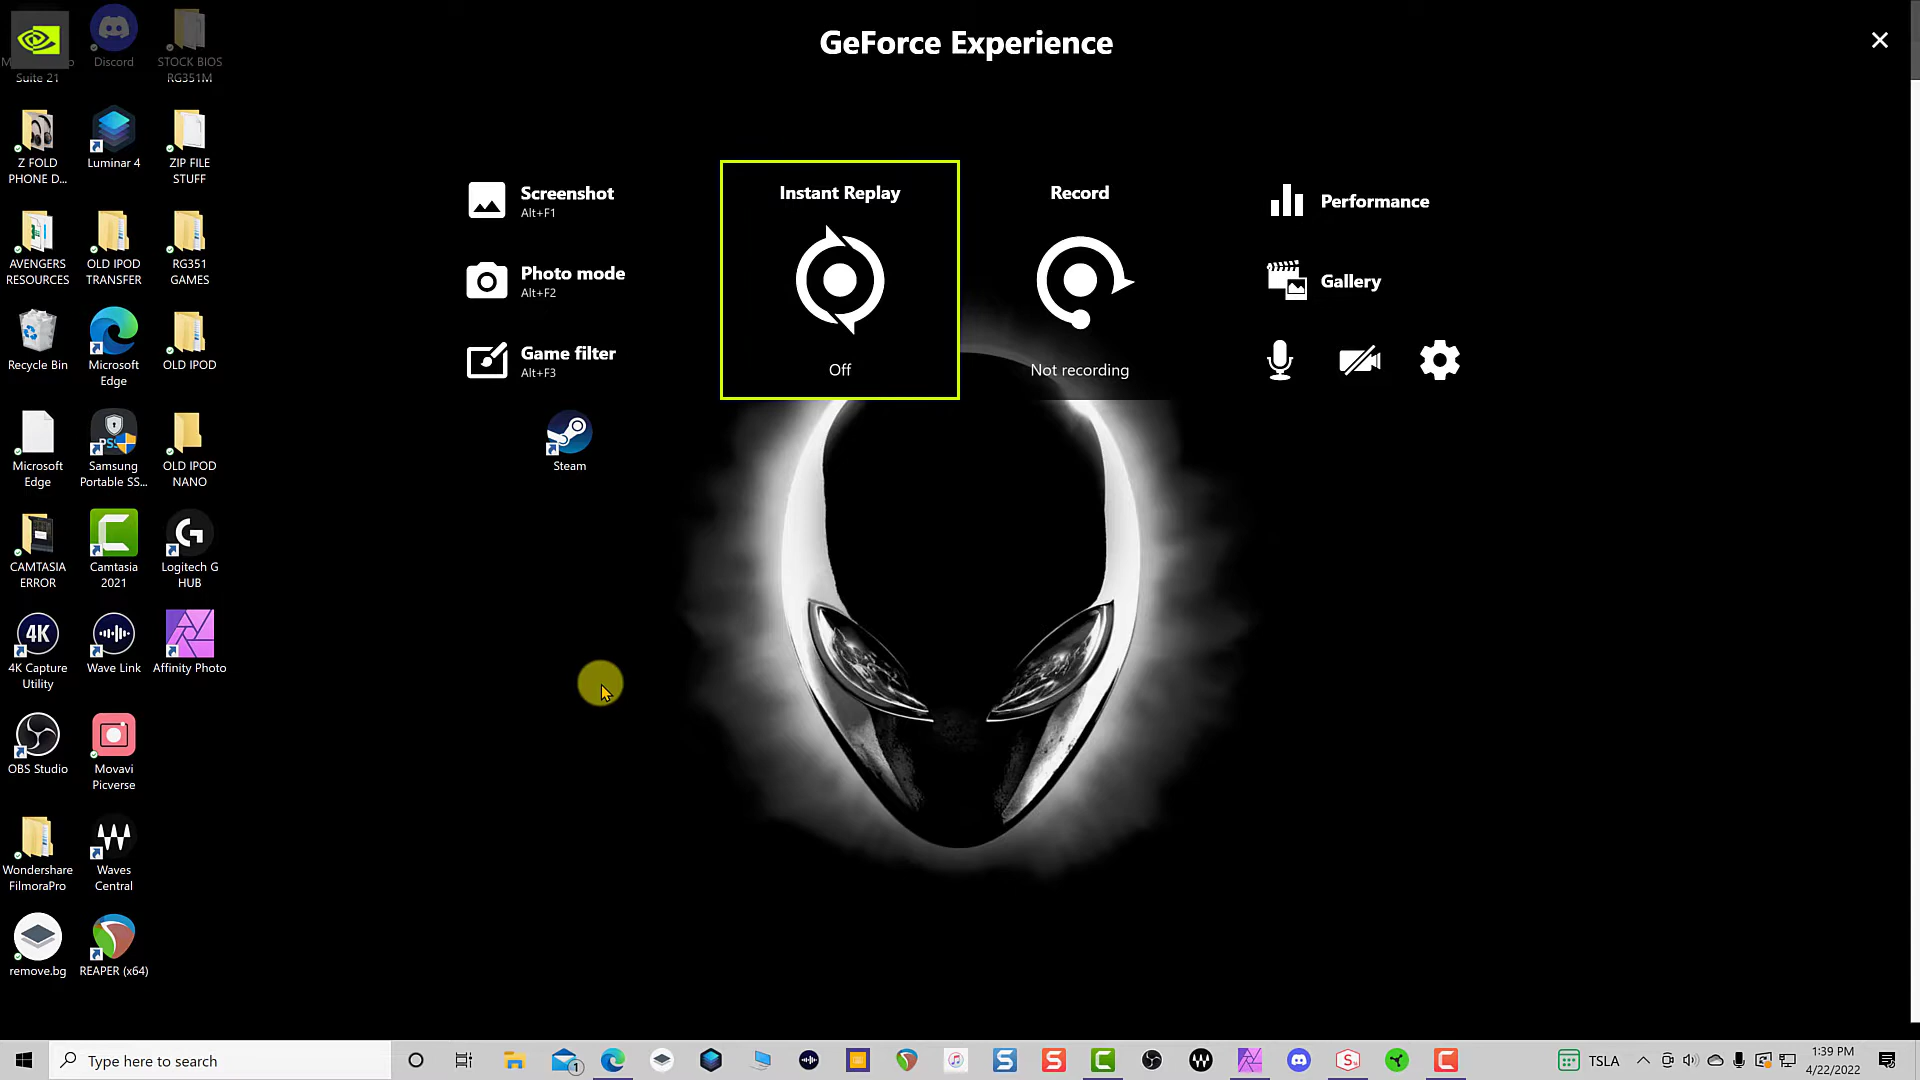 GeForce Experience
Suite 21
Discord
STOCK BIOS
RG351M
Z FOLD
PHONE D...
Luminar 4
ZIP FILE
STUFF
AVENGERS
RESOURCES
OLD IPOD
TRANSFER
RG351
GAMES
Recycle Bin
Microsoft
Edge
OLD IPOD
Microsoft
Edge
Samsung
Portable SS...
OLD IPOD
NANO
CAMTASIA
ERROR
Camtasia
2021
Logitech G
HUB
4K
4K Capture
Utility
Wave Link
Affinity Photo
OBS Studio
Movavi
Picverse
Wondershare
FilmoraPro
Waves
Central
remove.bg
REAPER (x64)
Screenshot
Alt+F1
Photo mode
Alt+F2
Game filter
Alt+F3
Steam
Instant Replay
Off
Record
Not recording
Performance
Gallery
Type here to search
1
TSLA
1:39 PM
4/22/2022